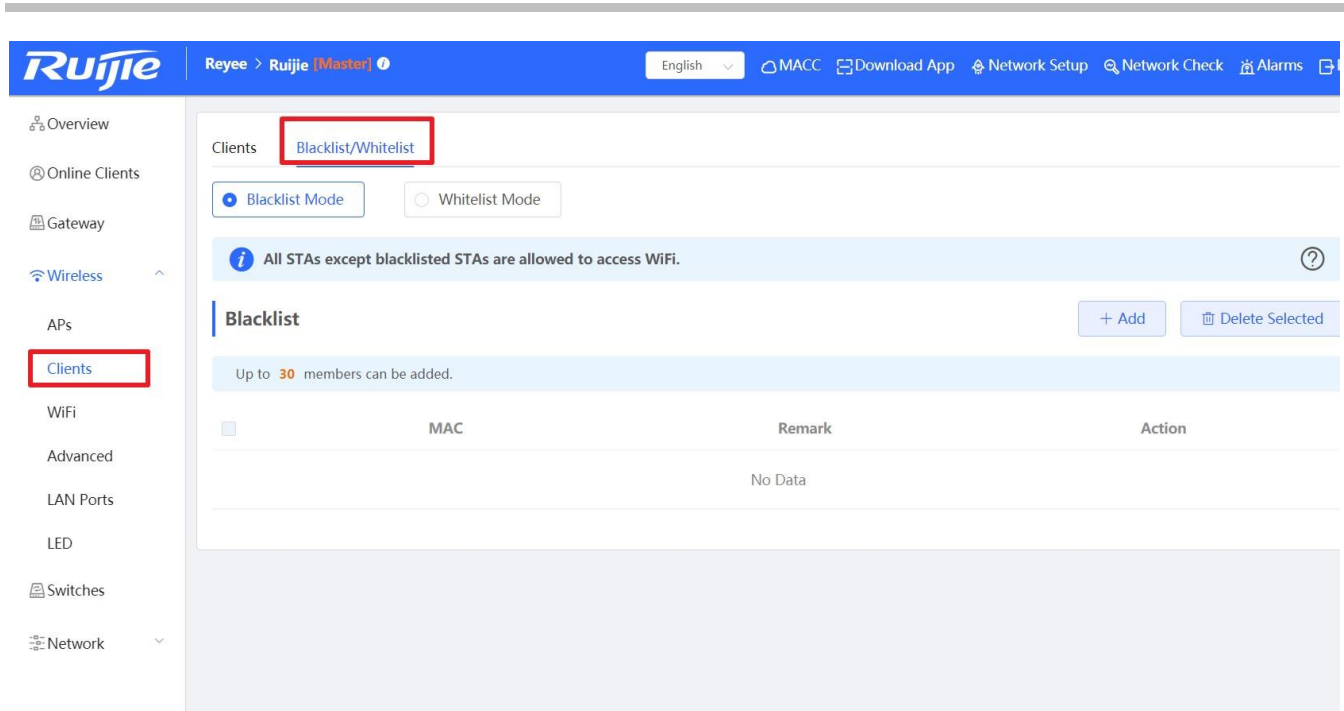 Ruijie
Reyee > Ruijie [Master]
English MACC Download App Network Setup Network Check Alarms
Overview
Online Clients
Gateway
Wireless
APs
Clients
WiFi
Advanced
LAN Ports
LED
Switches
Network
Clients Blacklist/Whitelist
Blacklist Mode Whitelist Mode
All STAs except blacklisted STAs are allowed to access WiFi.
Blacklist
+ Add Delete Selected
Up to 30 members can be added.
MAC Remark Action
No Data